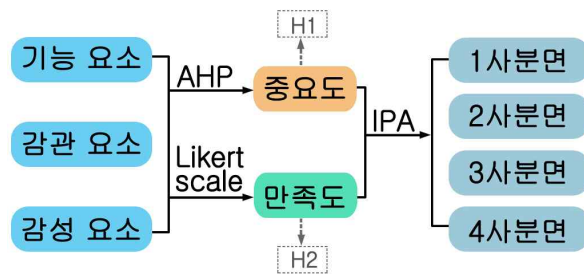 기능 요소
감관 요소
감성 요소
AHP
Likert
scale
H1
중요도
만족도
H2
IPA
1사분면
2사분면
3사분면
4사분면